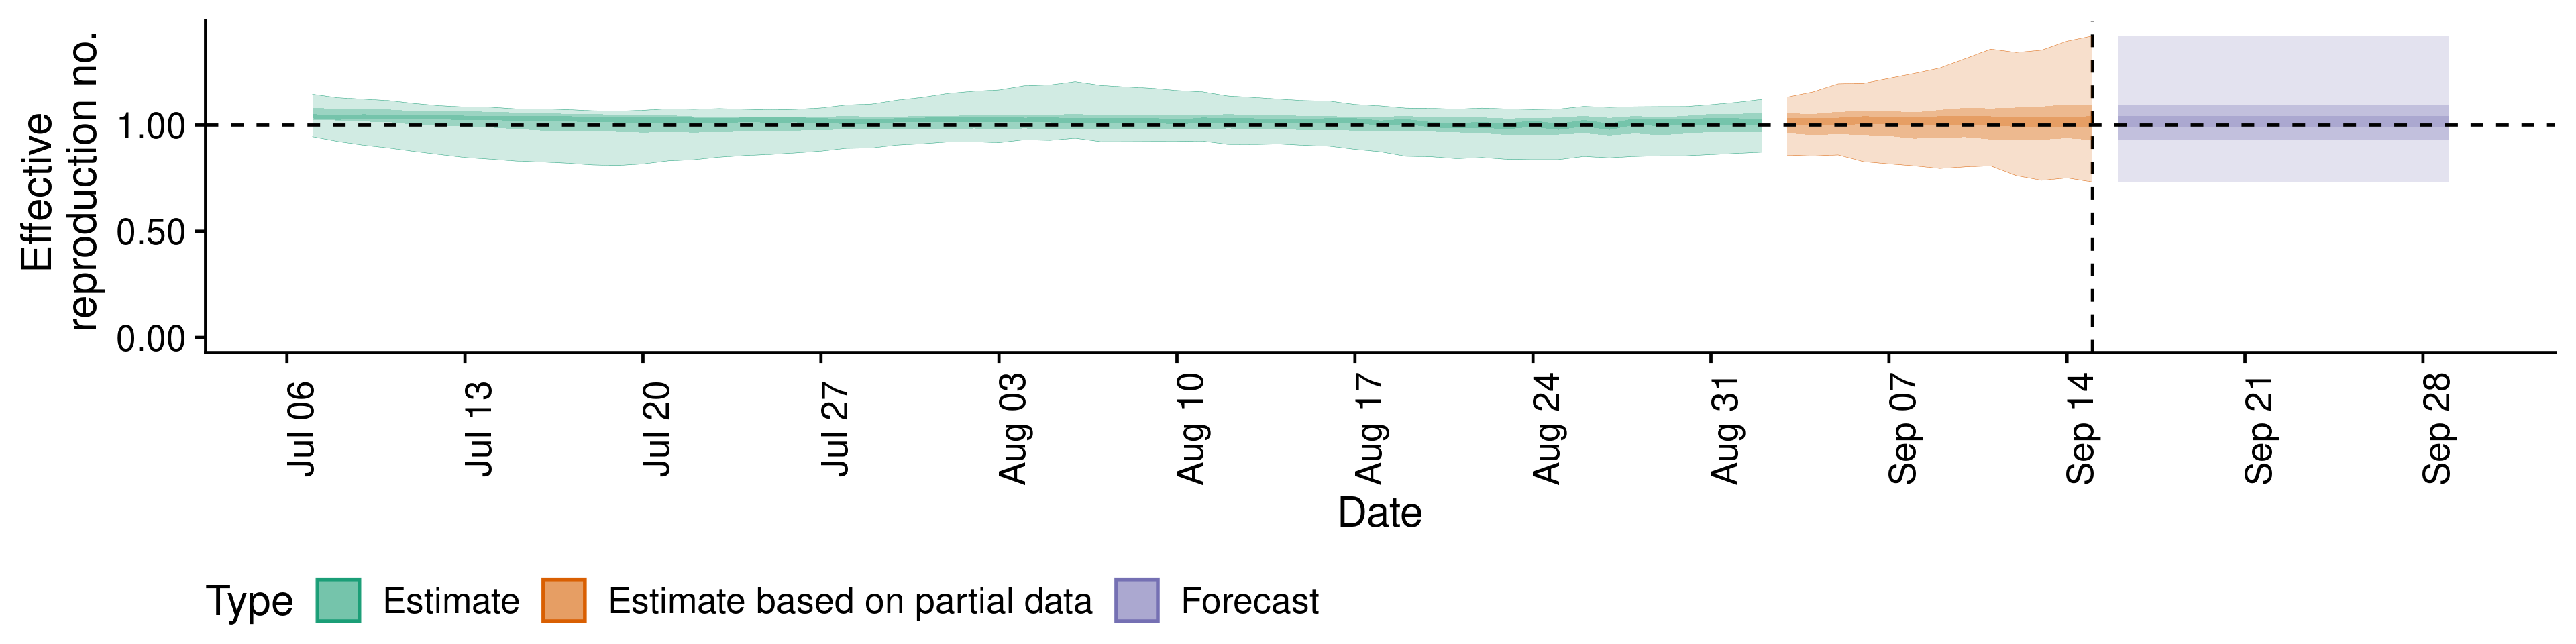 Effective
reproduction no.
1.00
0.50
0.00
Jul 06
Jul 13
Jul 20
Jul 27
Aug 03
Aug 10
Aug 17
Aug 24
Aug 31
Sep 07
Sep 14
Sep 21
Sep 28
Date
Type Estimate Estimate based on partial data Forecast